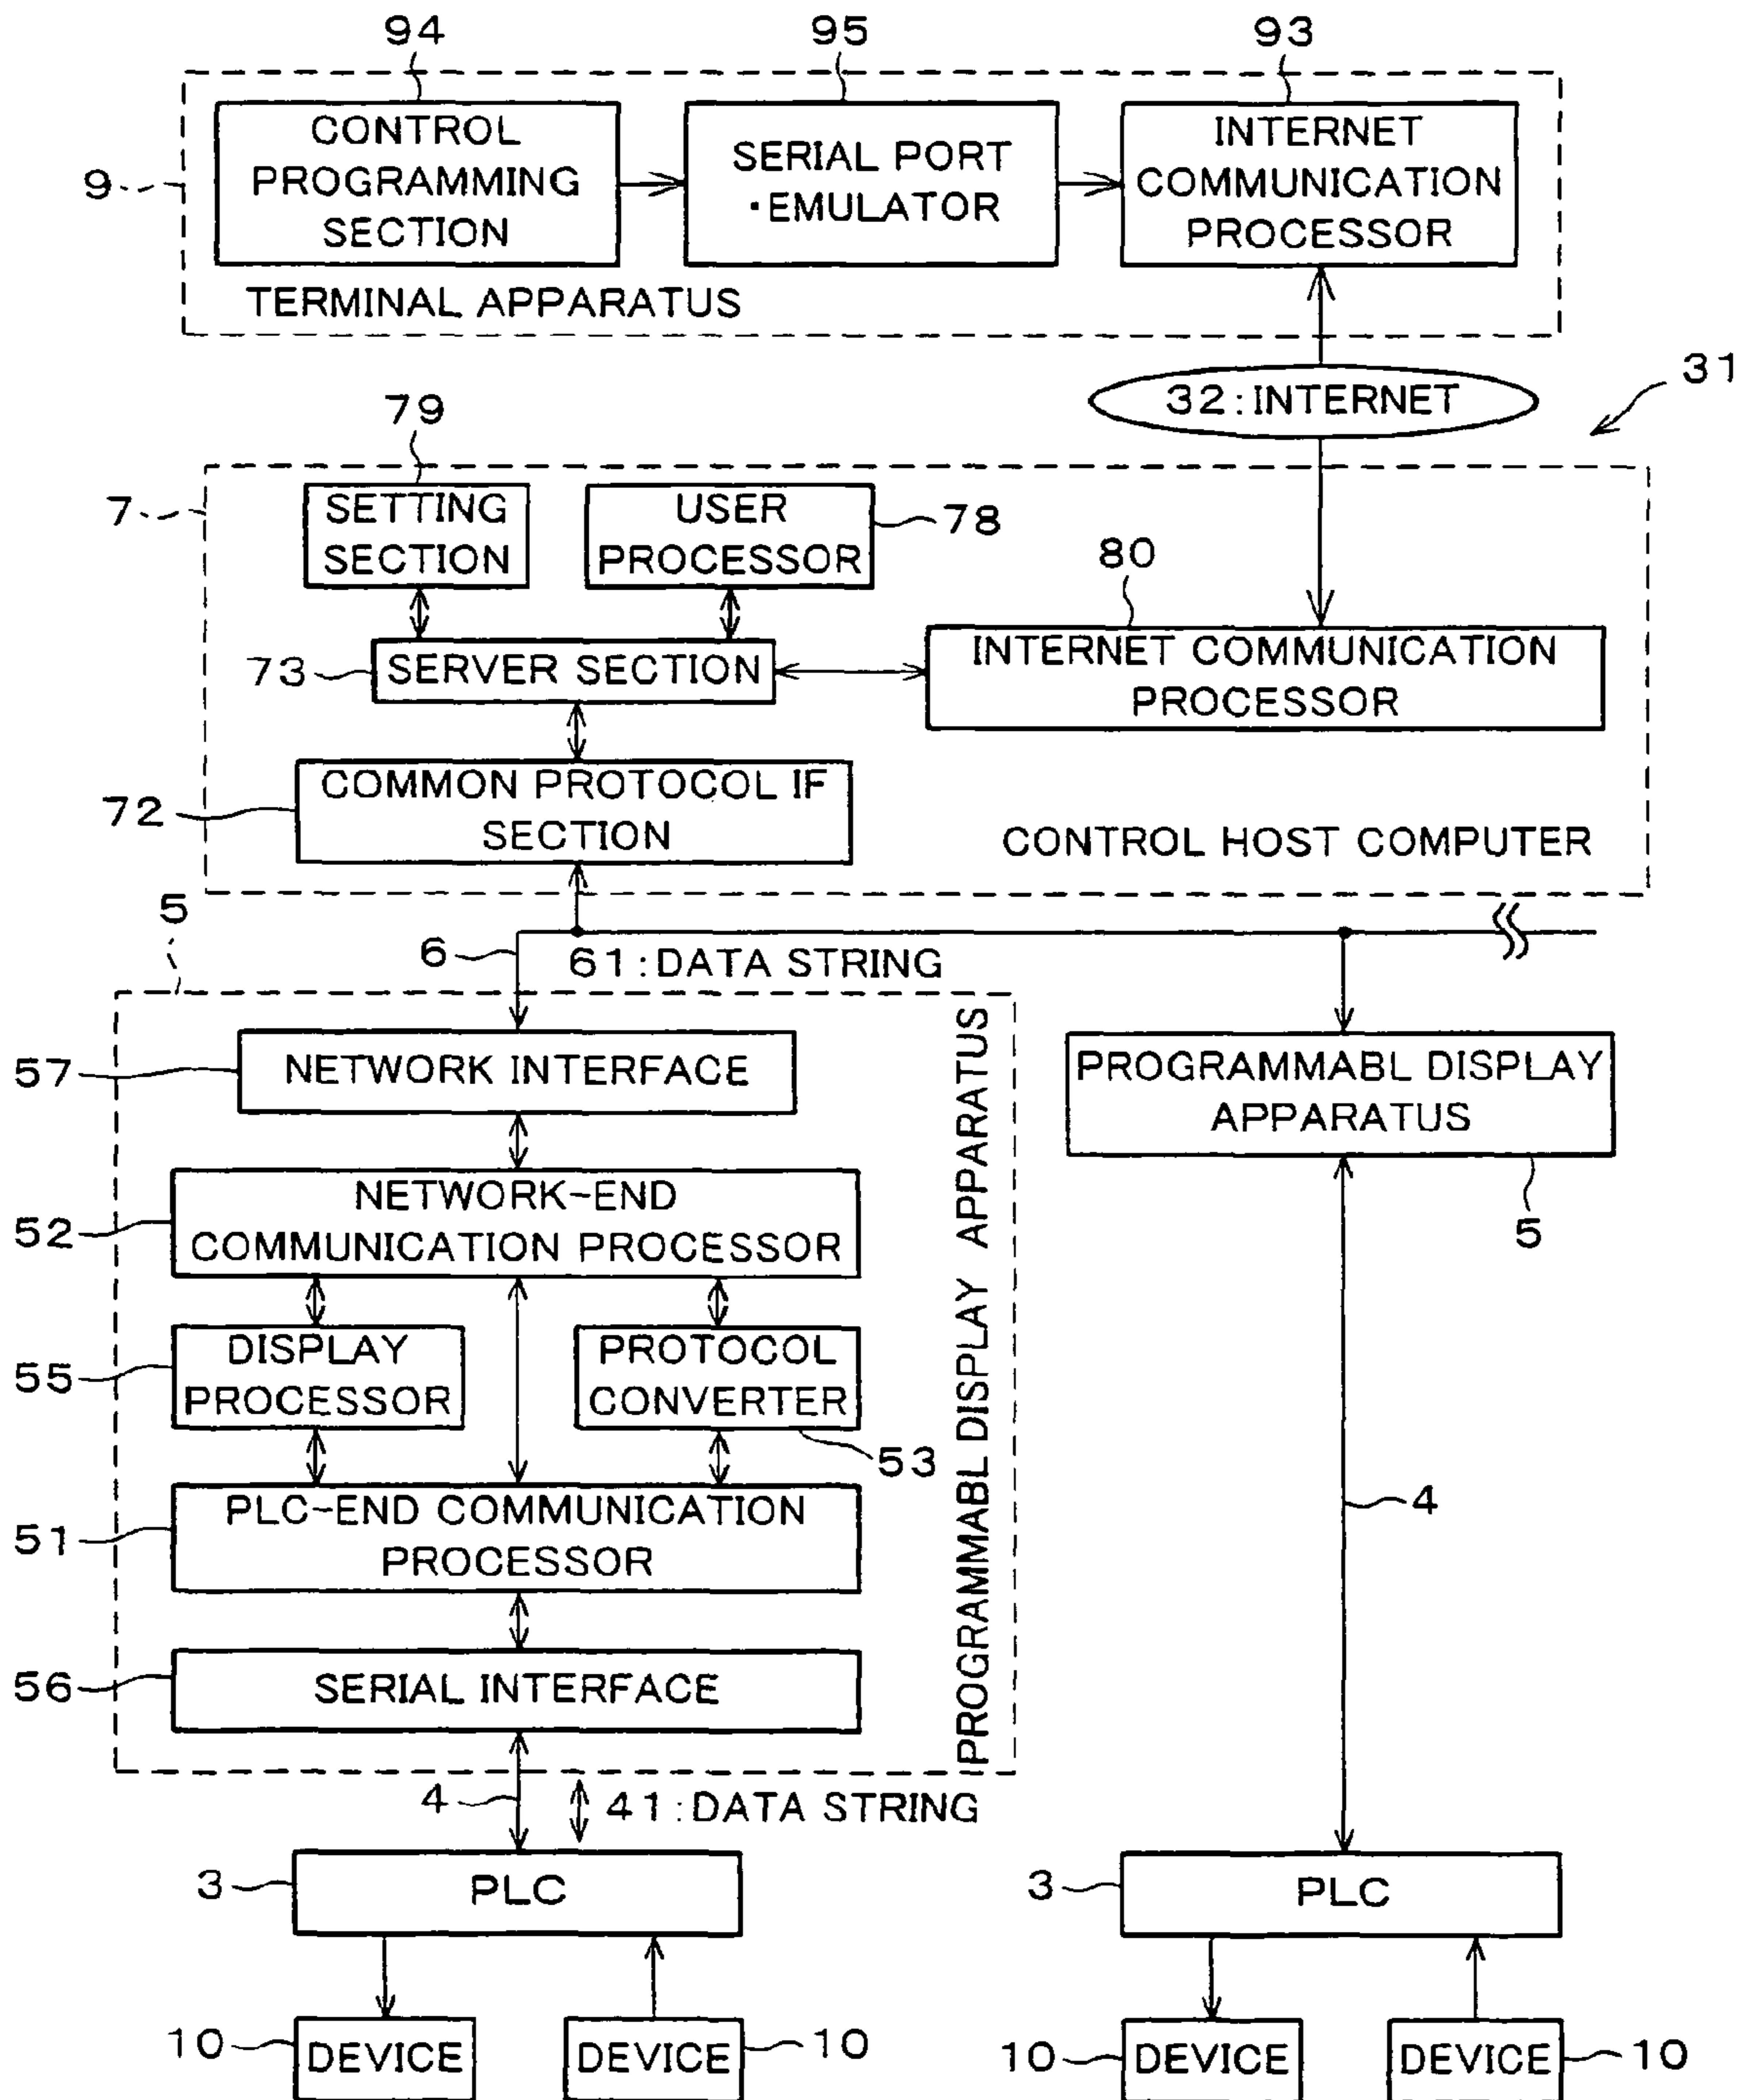 94
95
93
CONTROL
PROGRAMMING
SECTION
SERIAL PORT
・EMULATOR
INTERNET
COMMUNICATION
PROCESSOR
9
TERMINAL APPARATUS
32:INTERNET
31
79
7
SETTING
SECTION
USER
PROCESSOR
78
80
73
SERVER SECTION
INTERNET COMMUNICATION
PROCESSOR
72
COMMON PROTOCOL IF
SECTION
CONTROL HOST COMPUTER
5
6
61:DATA STRING
57
NETWORK INTERFACE
PROGRAMMABL DISPLAY
APPARATUS
5
52
NETWORK-END
COMMUNICATION PROCESSOR
55
DISPLAY
PROCESSOR
PROTOCOL
CONVERTER
53
PROGRAMMABL DISPLAY APPARATUS
4
51
PLC-END COMMUNICATION
PROCESSOR
56
SERIAL INTERFACE
4
41:DATA STRING
3
PLC
3
PLC
10
DEVICE
DEVICE
10
10
DEVICE
DEVICE
10